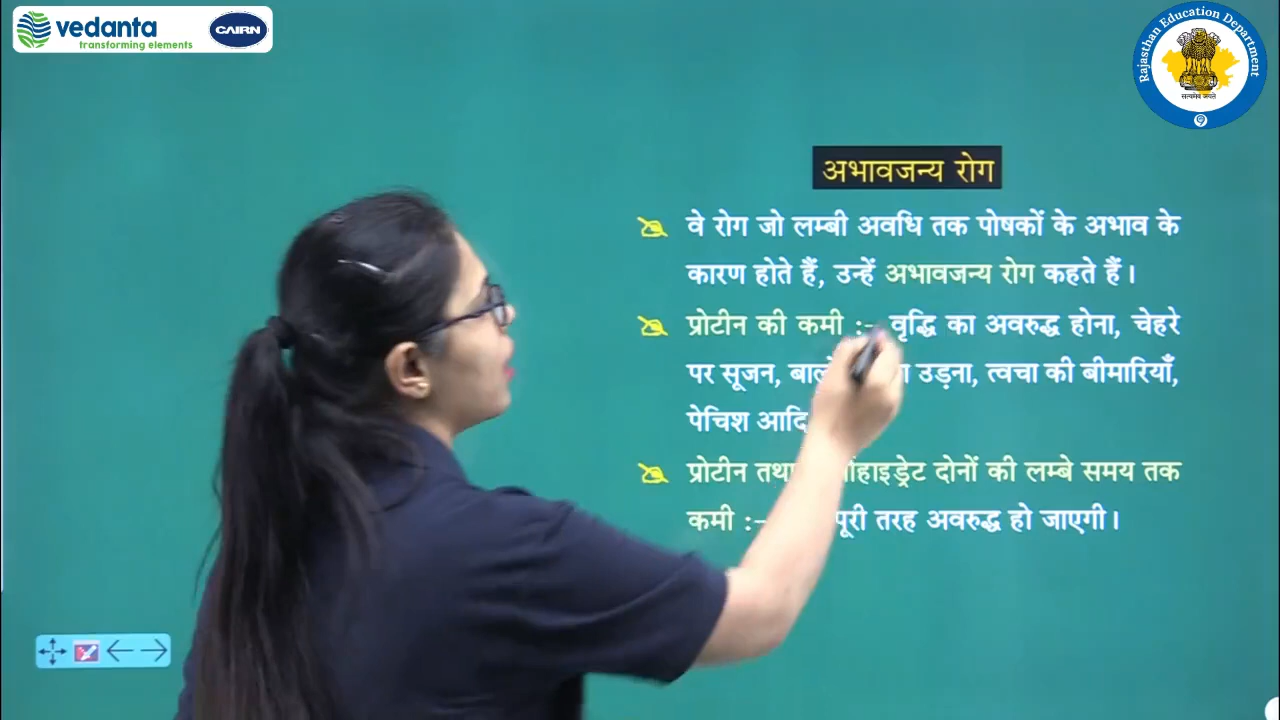 vedanta
transforming elements
CAIRN
Rajasthan Education Department
सत्यमेव जयते
अभावजन्य रोग
वे रोग जो लम्बी अवधि तक पोषकों के अभाव के
कारण होते हैं, उन्हें अभावजन्य रोग कहते हैं।
प्रोटीन की कमी :- वृद्धि का अवरुद्ध होना, चेहरे
पर सूजन, उड़ना, त्वचा की बीमारियाँ,
पेचिश आदि
प्रोटीन दोनों की लम्बे समय तक
कमी :- पूरी तरह अवरुद्ध हो जाएगी।